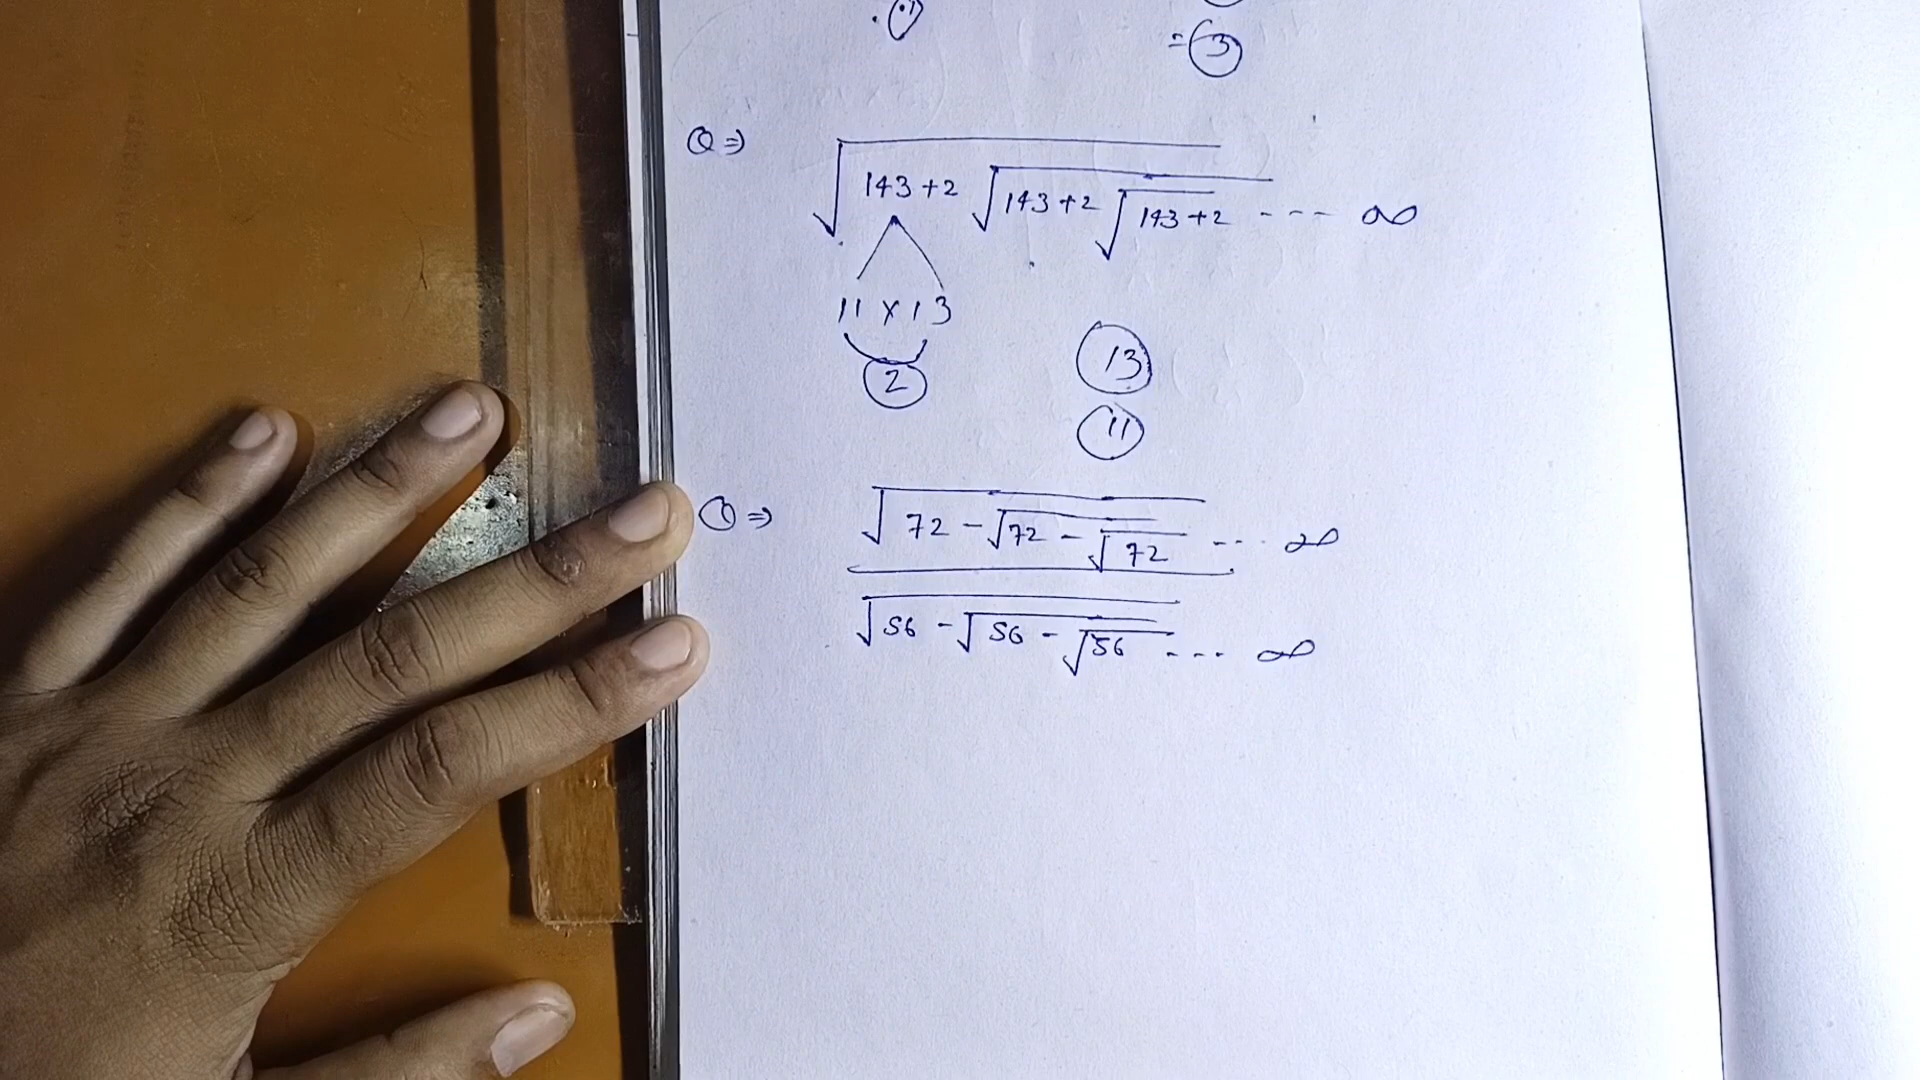 = 3
Q ⇒ √143+2 √143+2 √143+2 --- ∞
11 x 13
2
13
11
Q ⇒ √72 - √72 - √72 --- ∞
√56 - √56 - √56 --- ∞